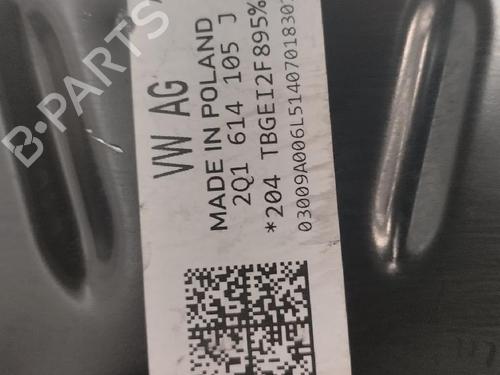 VW AG
MADE IN POLAND
2Q1 614 105 J
*204 TBGEI2F895%
03009A006L5140701830
B-PARTS